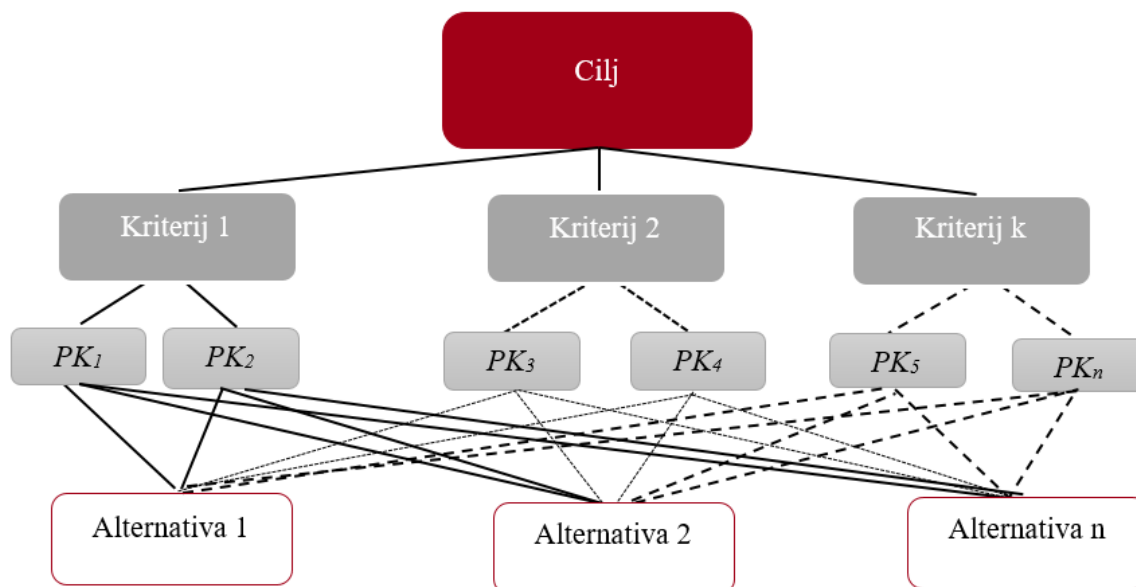 Cilj
Kriterij 1
Kriterij 2
Kriterij k
PK₁
PK₂
PK₃
PK₄
PK₅
PKₙ
Alternativa 1
Alternativa 2
Alternativa n